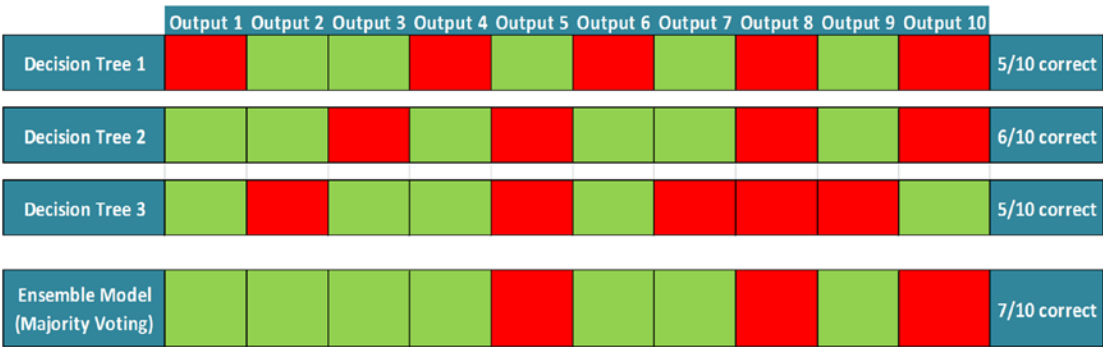 Output 1 Output 2 Output 3 Output 4 Output 5 Output 6 Output 7 Output 8 Output 9 Output 10
Decision Tree 1 5/10 correct
Decision Tree 2 6/10 correct
Decision Tree 3 5/10 correct
Ensemble Model
(Majority Voting) 7/10 correct